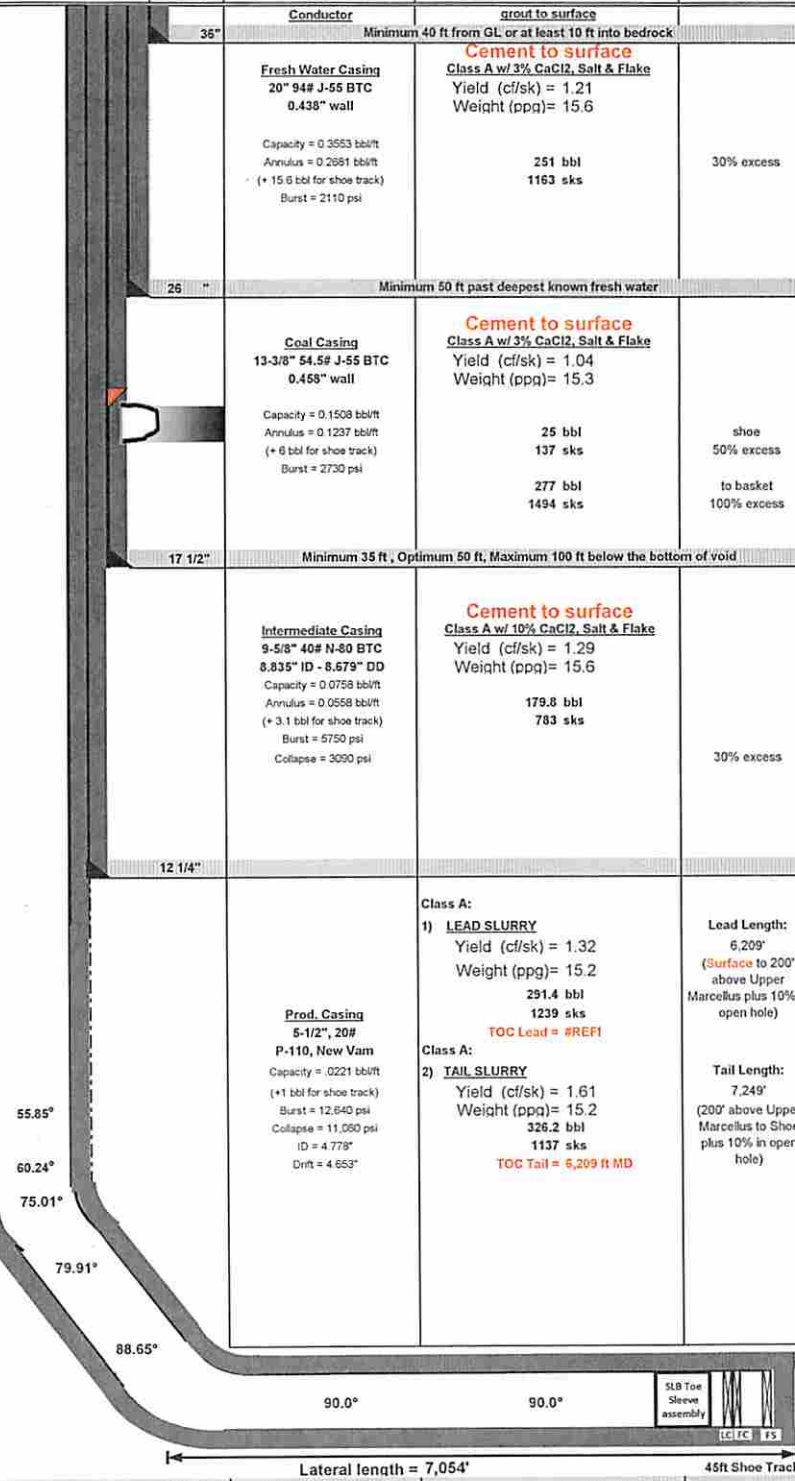 Conductor
grout to surface
36"
Minimum 40 ft from GL or at least 10 ft into bedrock
Fresh Water Casing
20" 94# J-55 BTC
0.438" wall
Capacity = 0.3553 bbl/ft
Annulus = 0.2681 bbl/ft
(+ 15.6 bbl for shoe track)
Burst = 2110 psi
Cement to surface
Class A w/ 3% CaCl2, Salt & Flake
Yield (cf/sk) = 1.21
Weight (ppg)= 15.6
251 bbl
1163 sks
30% excess
26 "
Minimum 50 ft past deepest known fresh water
Coal Casing
13-3/8" 54.5# J-55 BTC
0.458" wall
Capacity = 0.1508 bbl/ft
Annulus = 0.1237 bbl/ft
(+ 6 bbl for shoe track)
Burst = 2730 psi
Cement to surface
Class A w/ 3% CaCl2, Salt & Flake
Yield (cf/sk) = 1.04
Weight (ppg)= 15.3
25 bbl
137 sks
277 bbl
1494 sks
shoe
50% excess
to basket
100% excess
17 1/2"
Minimum 35 ft , Optimum 50 ft, Maximum 100 ft below the bottom of void
Intermediate Casing
9-5/8" 40# N-80 BTC
8.835" ID - 8.679" DD
Capacity = 0.0758 bbl/ft
Annulus = 0.0558 bbl/ft
(+ 3.1 bbl for shoe track)
Burst = 5750 psi
Collapse = 3090 psi
Cement to surface
Class A w/ 10% CaCl2, Salt & Flake
Yield (cf/sk) = 1.29
Weight (ppg)= 15.6
179.8 bbl
783 sks
30% excess
12 1/4"
Prod. Casing
5-1/2", 20#
P-110, New Vam
Capacity = .0221 bbl/ft
(+1 bbl for shoe track)
Burst = 12,640 psi
Collapse = 11,060 psi
ID = 4.778"
Drift = 4.653"
Class A:
1) LEAD SLURRY
Yield (cf/sk) = 1.32
Weight (ppg)= 15.2
291.4 bbl
1239 sks
TOC Lead = #REF!
Class A:
2) TAIL SLURRY
Yield (cf/sk) = 1.61
Weight (ppg)= 15.2
326.2 bbl
1137 sks
TOC Tail = 6,209 ft MD
Lead Length:
6,209'
(Surface to 200'
above Upper
Marcellus plus 10%
open hole)
Tail Length:
7,249'
(200' above Uppe
Marcellus to Shoe
plus 10% in open
hole)
55.85°
60.24°
75.01°
79.91°
88.65°
90.0°
90.0°
SLB Toe
Sleeve
assembly
LC FC FS
Lateral length = 7,054'
45ft Shoe Track